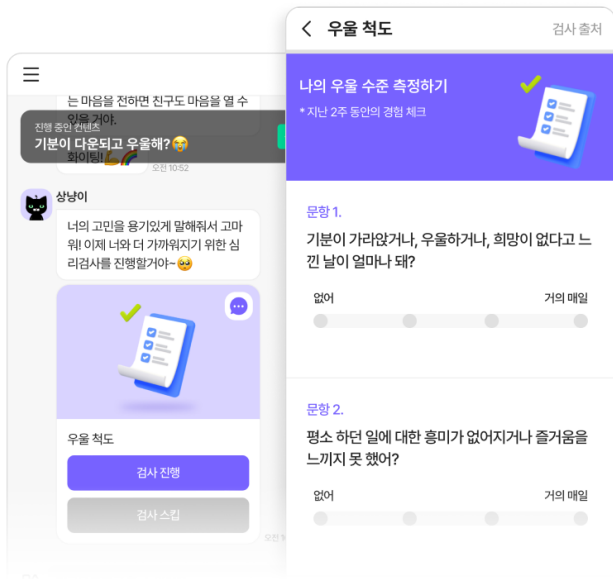 는 마음을 전하면 친구도 마음을 열 수
있을 거야.
진행 중인 컨텐츠
기분이 다운되고 우울해?😭
화이팅!💪🌈
오전 10:52
상냥이
너의 고민을 용기있게 말해줘서 고마
워! 이제 너와 더 가까워지기 위한 심
리검사를 진행할거야~🥺
우울 척도
검사 진행
검사 스킵
우울 척도
검사 출처
나의 우울 수준 측정하기
* 지난 2주 동안의 경험 체크
문항 1.
기분이 가라앉거나, 우울하거나, 희망이 없다고 느
낀 날이 얼마나 돼?
없어
거의 매일
문항 2.
평소 하던 일에 대한 흥미가 없어지거나 즐거움을
느끼지 못 했어?
없어
거의 매일